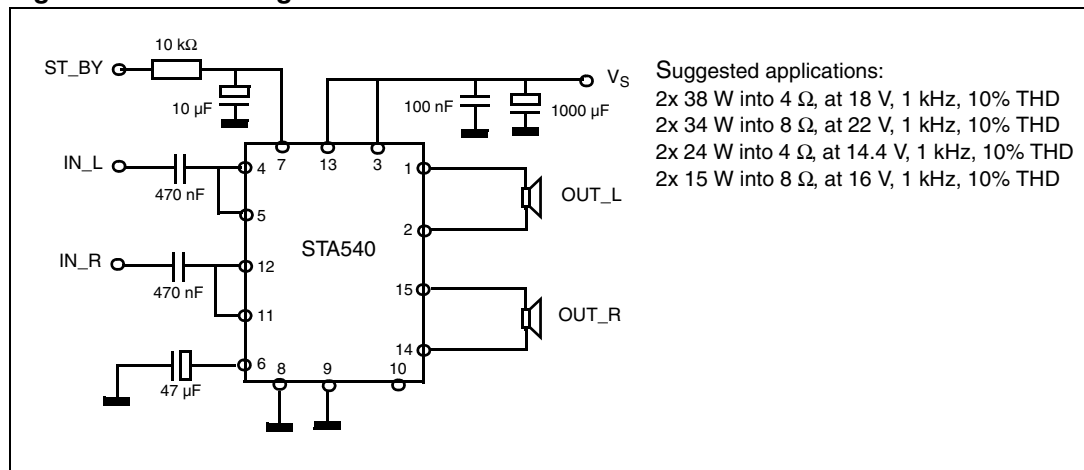 10 kΩ
ST_BY
10 µF
100 nF
1000 µF
V_S
Suggested applications:
2x 38 W into 4 Ω, at 18 V, 1 kHz, 10% THD
2x 34 W into 8 Ω, at 22 V, 1 kHz, 10% THD
2x 24 W into 4 Ω, at 14.4 V, 1 kHz, 10% THD
2x 15 W into 8 Ω, at 16 V, 1 kHz, 10% THD
IN_L
470 nF
4
7
13
3
1
5
2
OUT_L
STA540
IN_R
470 nF
12
11
15
14
OUT_R
47 µF
6
8
9
10